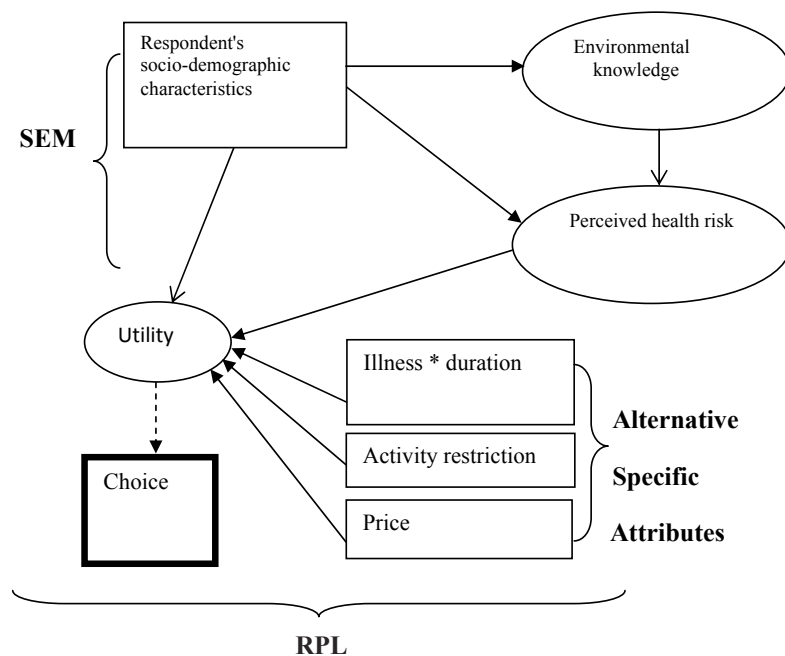 Respondent's
socio-demographic
characteristics
Environmental
knowledge
SEM
Perceived health risk
Utility
Illness * duration
Alternative
Activity restriction
Specific
Choice
Price
Attributes
RPL